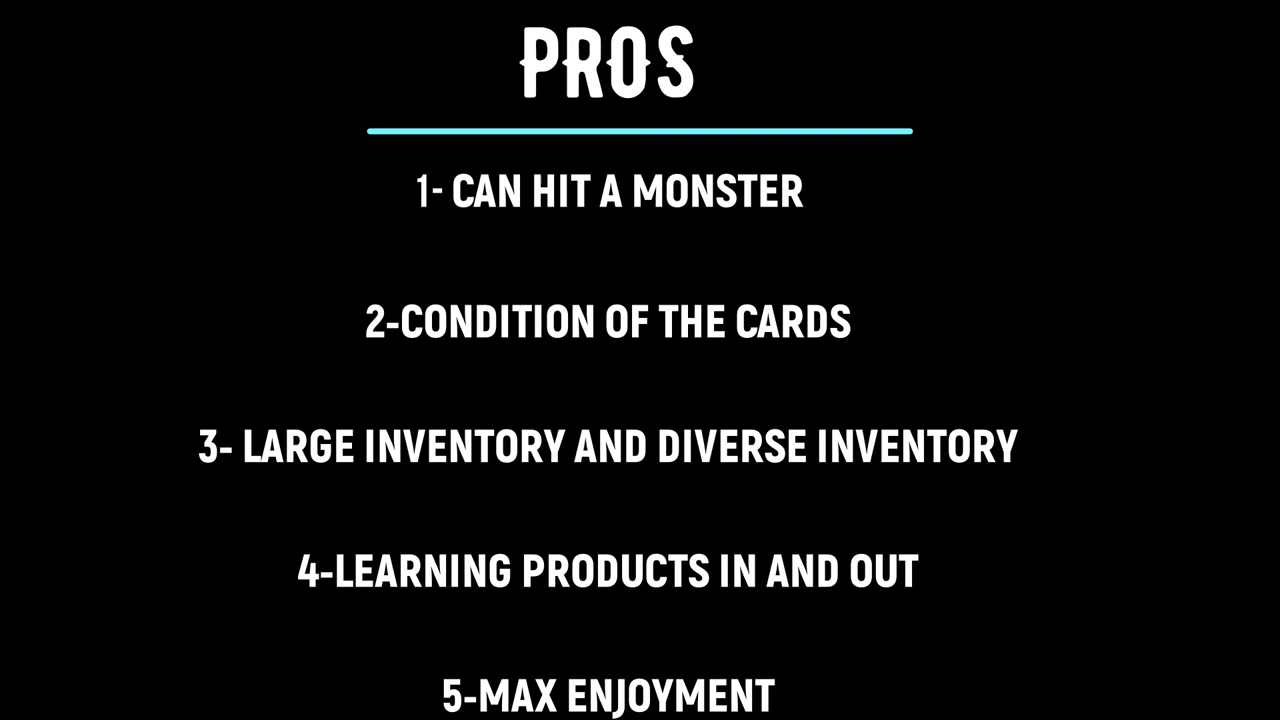 PROS
1- CAN HIT A MONSTER
2-CONDITION OF THE CARDS
3- LARGE INVENTORY AND DIVERSE INVENTORY
4-LEARNING PRODUCTS IN AND OUT
5-MAX ENJOYMENT